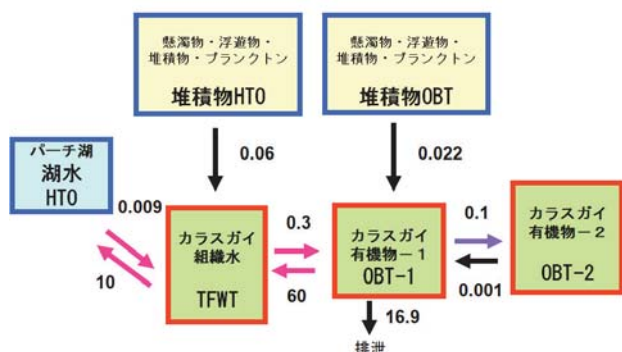 懸濁物・浮遊物・
堆積物・プランクトン
堆積物HTO
懸濁物・浮遊物・
堆積物・プランクトン
堆積物OBT
パーチ湖
湖水
HTO
0.06
0.022
0.009
10
カラスガイ
組織水
TFWT
0.3
60
カラスガイ
有機物－1
OBT-1
0.1
0.001
カラスガイ
有機物－2
OBT-2
16.9
排泄